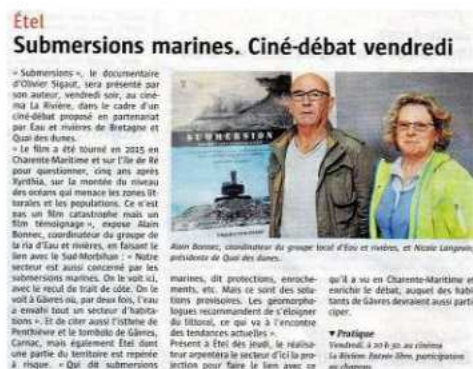 Étel
Submersions marines. Ciné-débat vendredi
« Submersions », le documentaire
d'Olivier Sigaut, sera présenté par
son auteur, vendredi soir, au ciné-
ma La Rivière, dans le cadre d'un
ciné-débat proposé en partenariat
par Eau et rivières de Bretagne et
Quai des dunes.
« Le film a été tourné en 2015 en
Charente-Maritime et sur l'île de Ré
pour questionner, cinq ans après
Xynthia, sur la montée du niveau
des océans qui menace les zones lit-
torales et les populations. Ce n'est
pas un film catastrophe mais un
film témoignage », expose Alain
Bonnec, coordinateur du groupe de
la ria d'Eau et rivières, en faisant le
lien avec le Sud-Morbihan : « Notre
secteur est aussi concerné par les
submersions marines. On le voit ici,
avec le recul du trait de côte. On le
voit à Gâvres où, par deux fois, l'eau
a envahi tout un secteur d'habita-
tions ». Et de citer aussi l'isthme de
Penthièvre et le tombolo de Gâvres,
Carnac, mais également Étel dont
une partie du territoire est repérée
à risque. « Qui dit submersions
SUBMERSION
Alain Bonnec, coordinateur du groupe local d'Eau et rivières, et Nicole Langevin,
présidente de Quai des dunes.
marines, dit protections, enroche-
ments, etc. Mais ce sont des solu-
tions provisoires. Les géomorpho-
logues recommandent de s'éloigner
du littoral, ce qui va à l'encontre
des tendances actuelles ».
Présent à Étel dès jeudi, le réalisa-
teur arpentera le secteur d'ici la pro-
jection pour faire le lien avec ce
qu'il a vu en Charente-Maritime et
enrichir le débat, auquel des habi-
tants de Gâvres devraient aussi parti-
ciper.
▼ Pratique
Vendredi, à 20 h 30, au cinéma
La Rivière. Entrée libre, participation
au chapeau.